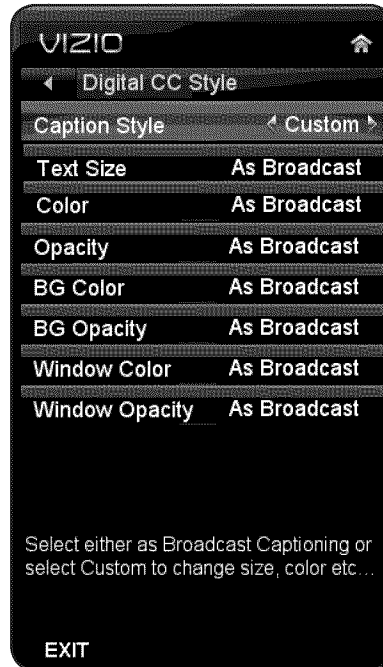 VIZIO
Digital CC Style
Caption Style Custom
Text Size As Broadcast
Color As Broadcast
Opacity As Broadcast
BG Color As Broadcast
BG Opacity As Broadcast
Window Color As Broadcast
Window Opacity As Broadcast
Select either as Broadcast Captioning or
select Custom to change size, color etc...
EXIT